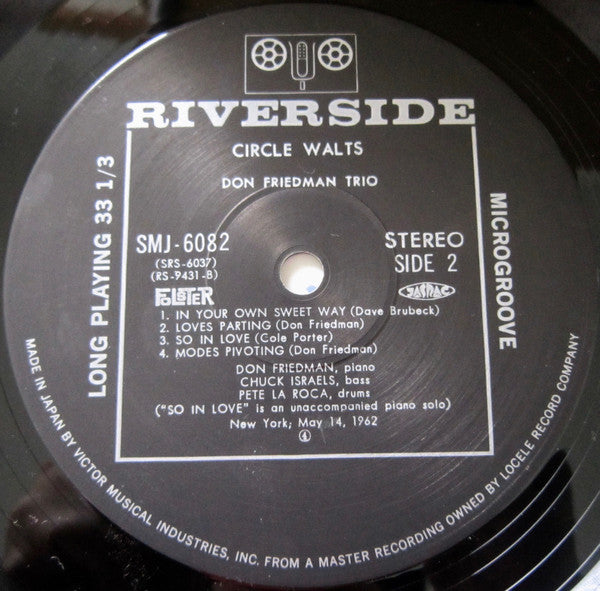 RIVERSIDE
CIRCLE WALTS
DON FRIEDMAN TRIO
LONG PLAYING 33 1/3
MICROGROOVE
SMJ-6082
(SRS-6037)
(RS-9431-B)
STEREO
SIDE 2
POLYSTER
JASRAC
1. IN YOUR OWN SWEET WAY (Dave Brubeck)
2. LOVES PARTING (Don Friedman)
3. SO IN LOVE (Cole Porter)
4. MODES PIVOTING (Don Friedman)
DON FRIEDMAN, piano
CHUCK ISRAELS, bass
PETE LA ROCA, drums
("SO IN LOVE" is an unaccompanied piano solo)
New York; May 14, 1962
④
MADE IN JAPAN BY VICTOR MUSICAL INDUSTRIES, INC. FROM A MASTER RECORDING OWNED BY LOCELE RECORD COMPANY